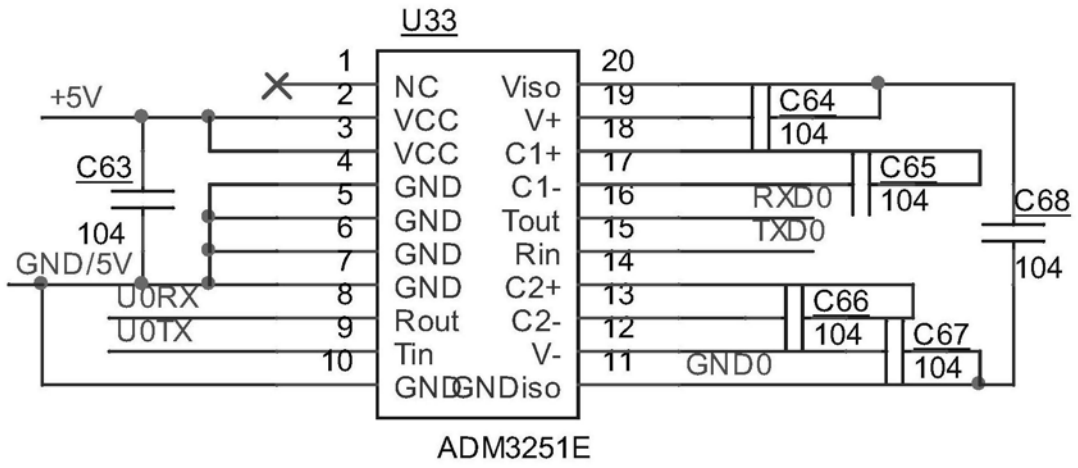 U33
1 20
NC Viso
2 19
+5V
VCC V+
C64
3 18
104
VCC C1+
4 17
C63
C65
GND C1-
5 16
RXD0 104
C68
GND Tout
6 15
104
TXD0
GND Rin
7 14
GND/5V
104
GND C2+
8 13
U0RX
C66
Rout C2-
9 12
U0TX
104 C67
Tin V-
10 11
GND0 104
GND GNDiso
ADM3251E